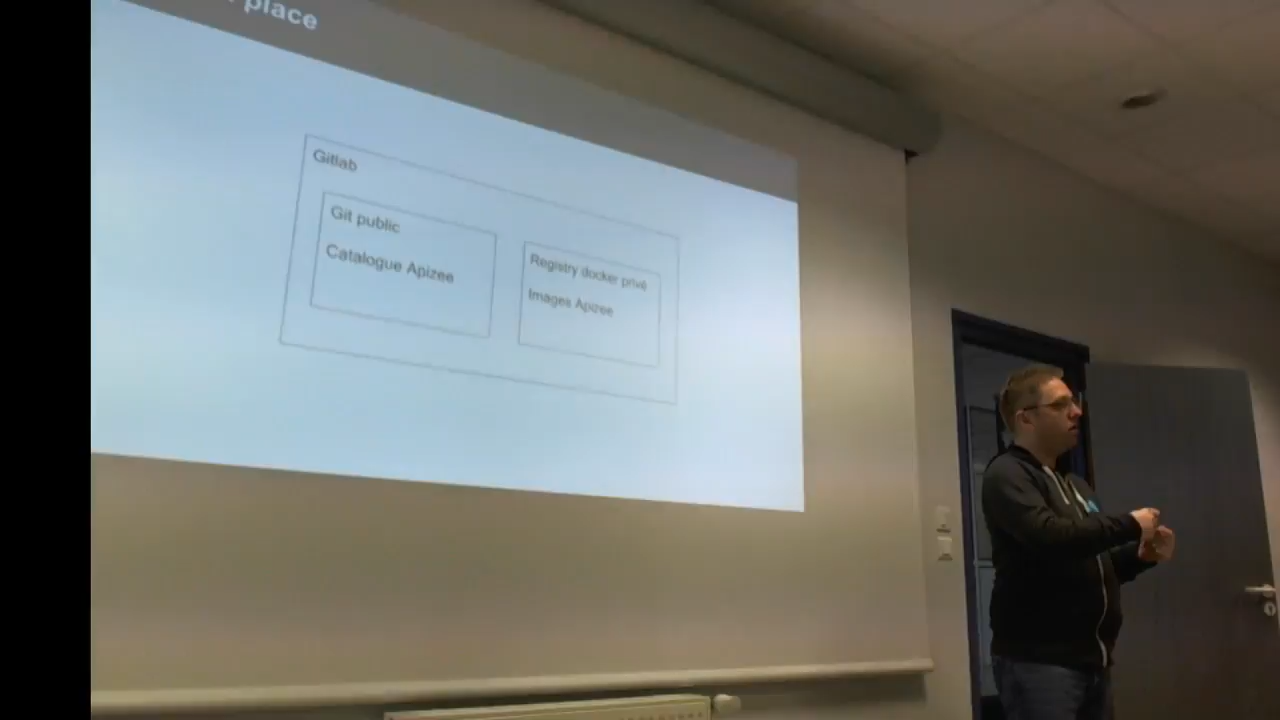 place
Gitlab
Git public
Catalogue Apizee
Registry docker privé
Images Apizee